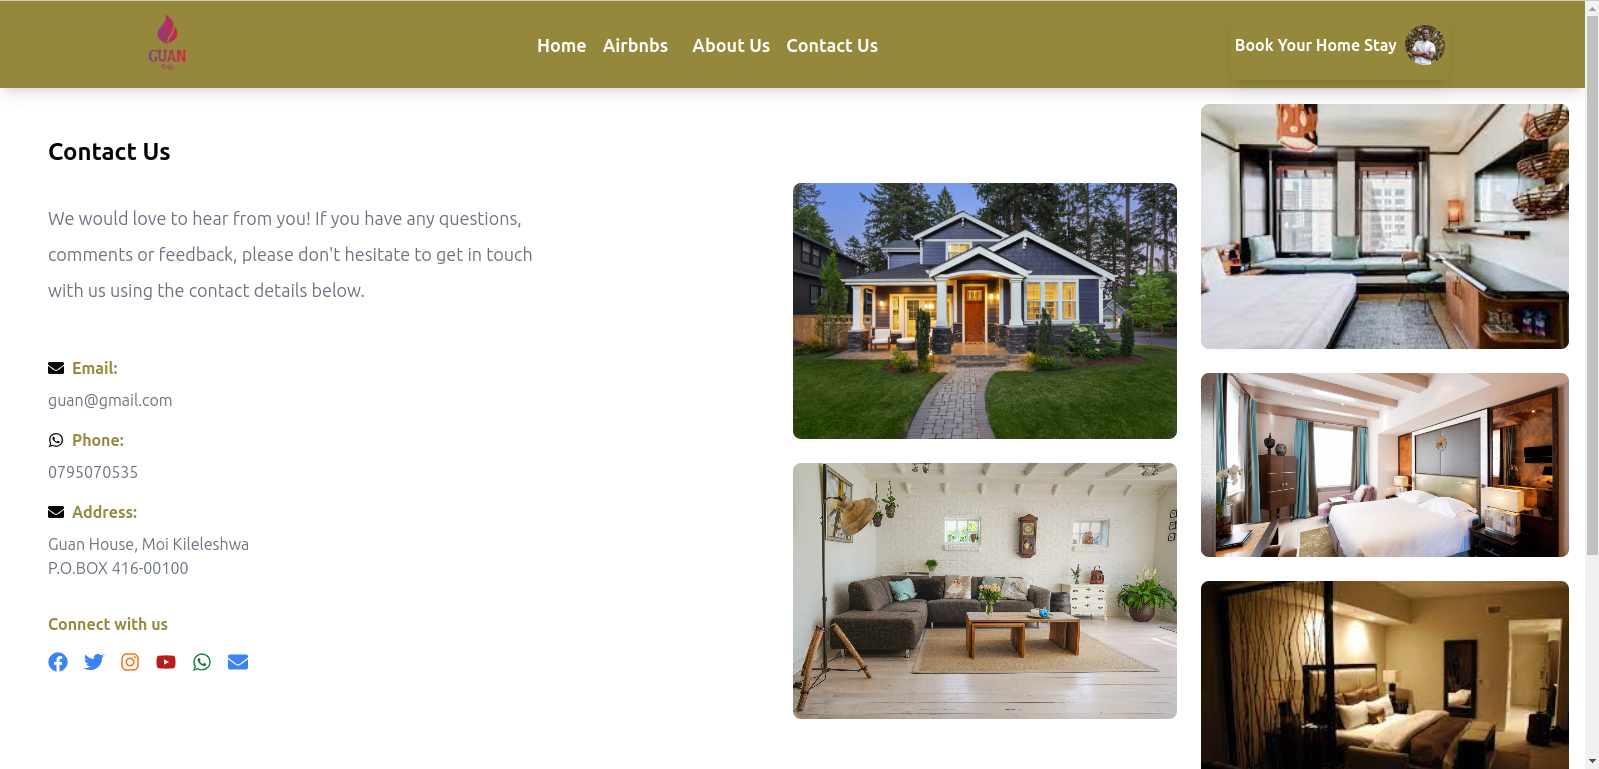 GUAN
Home Airbnbs About Us Contact Us
Book Your Home Stay
Contact Us
We would love to hear from you! If you have any questions,
comments or feedback, please don't hesitate to get in touch
with us using the contact details below.
Email:
guan@gmail.com
Phone:
0795070535
Address:
Guan House, Moi Kileleshwa
P.O.BOX 416-00100
Connect with us